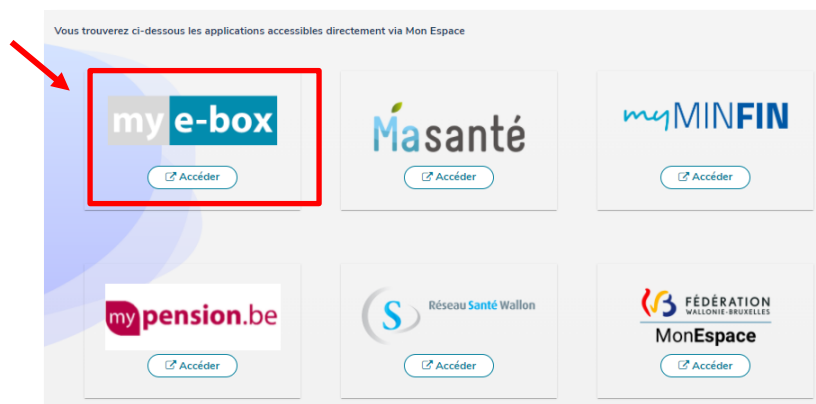 Vous trouverez ci-dessous les applications accessibles directement via Mon Espace
my e-box
Masanté
myMINFIN
Accéder
Accéder
Accéder
mypension.be
S Réseau Santé Wallon
FÉDÉRATION
WALLONIE-BRUXELLES
MonEspace
Accéder
Accéder
Accéder